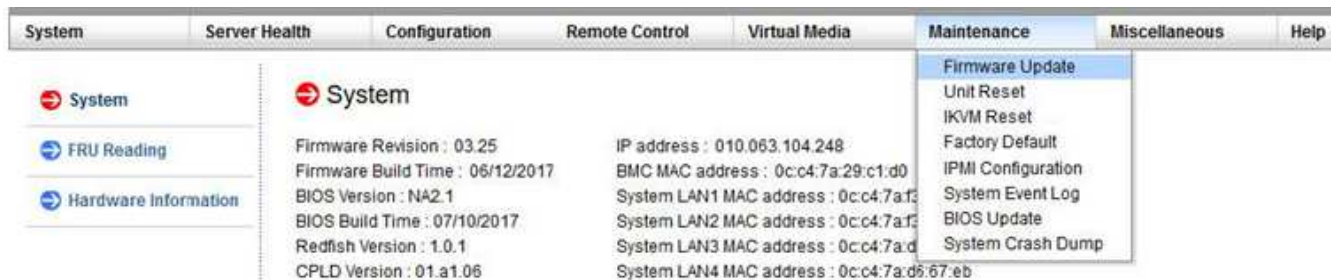 System Server Health Configuration Remote Control Virtual Media Maintenance Miscellaneous Help
Firmware Update
Unit Reset
IKVM Reset
Factory Default
IPMI Configuration
System Event Log
BIOS Update
System Crash Dump
System
FRU Reading
Hardware Information
System
Firmware Revision : 03.25
Firmware Build Time : 06/12/2017
BIOS Version : NA2.1
BIOS Build Time : 07/10/2017
Redfish Version : 1.0.1
CPLD Version : 01.a1.06
IP address : 010.063.104.248
BMC MAC address : 0c:c4:7a:29:c1:d0
System LAN1 MAC address : 0c:c4:7a:f3
System LAN2 MAC address : 0c:c4:7a:f3
System LAN3 MAC address : 0c:c4:7a:d
System LAN4 MAC address : 0c:c4:7a:d6:67:eb